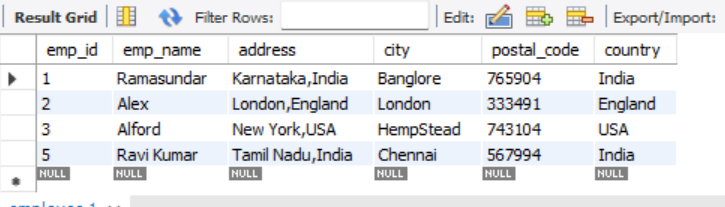 Result Grid Filter Rows: Edit: Export/Import:
emp_id emp_name address city postal_code country
1 Ramasundar Karnataka,India Banglore 765904 India
2 Alex London,England London 333491 England
3 Alford New York,USA HempStead 743104 USA
5 Ravi Kumar Tamil Nadu,India Chennai 567994 India
NULL NULL NULL NULL NULL NULL